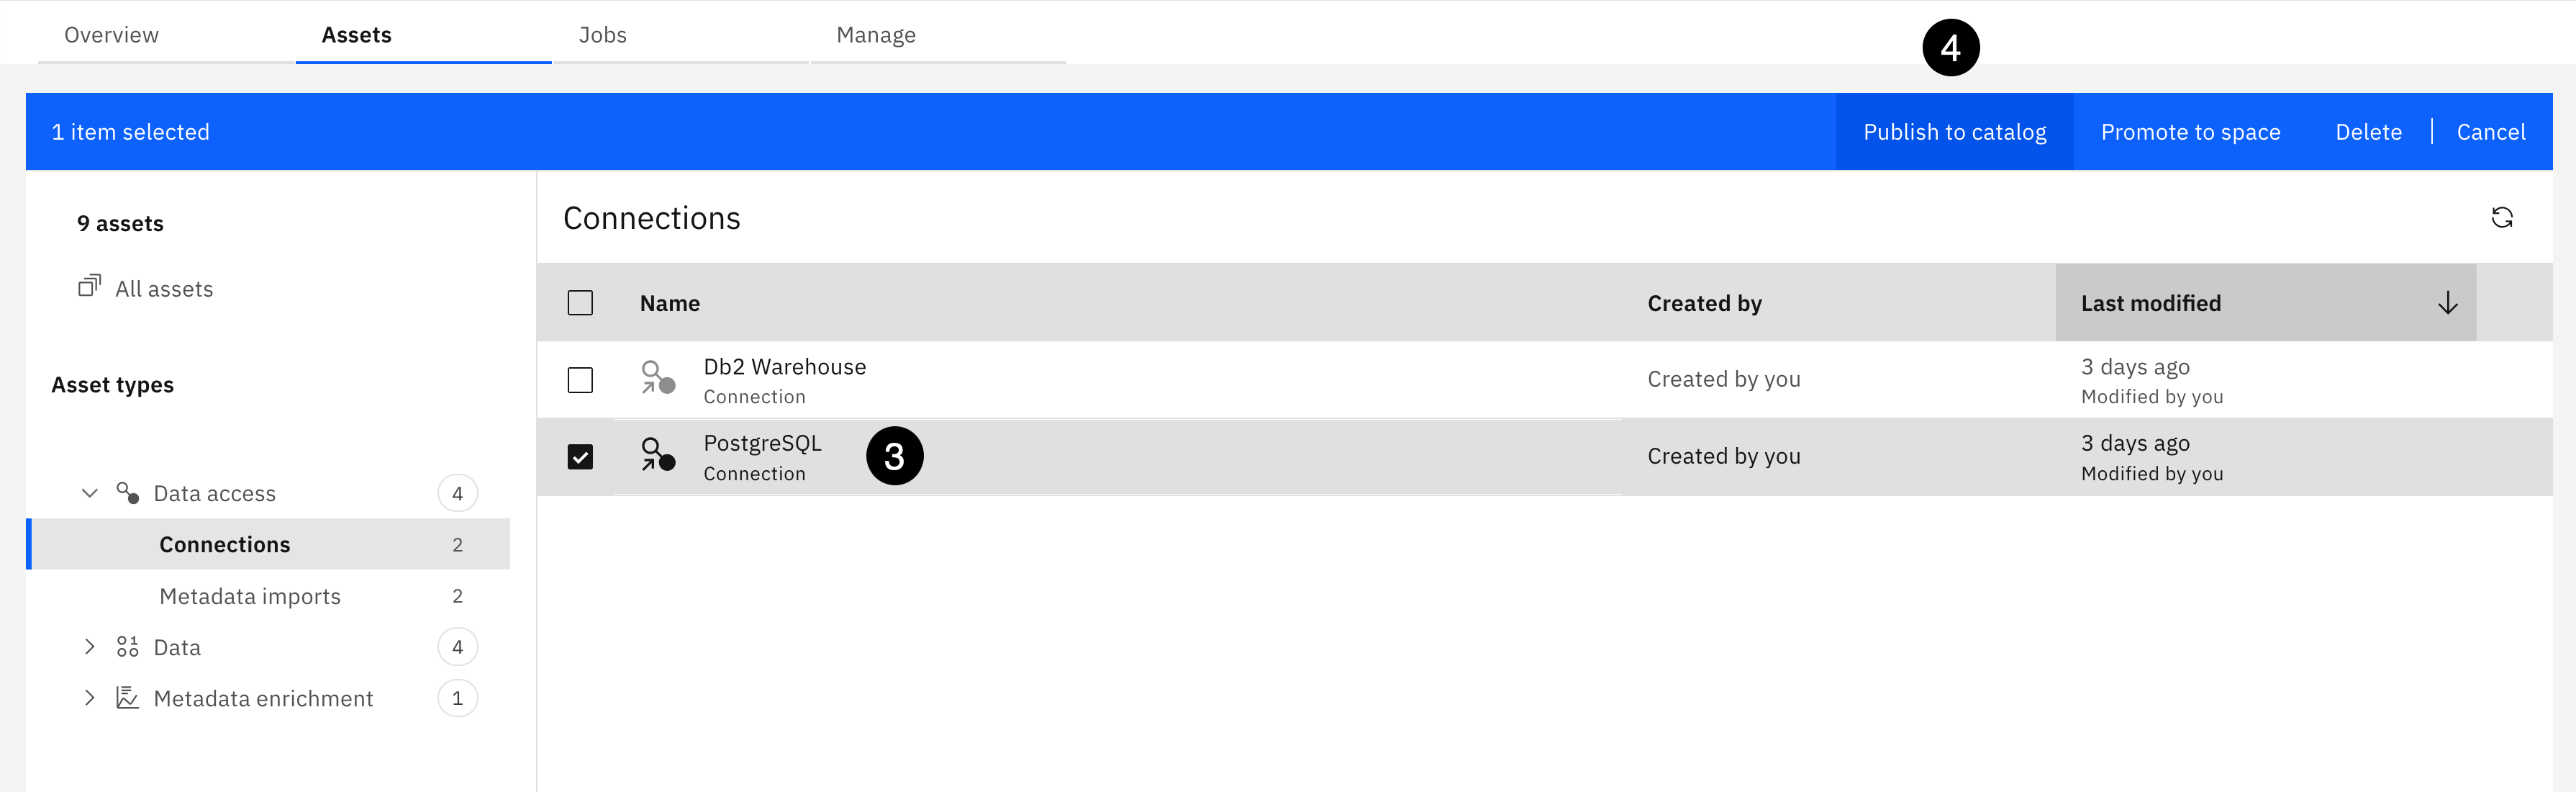 Overview Assets Jobs Manage
4
1 item selected Publish to catalog Promote to space Delete Cancel
9 assets
All assets
Asset types
Data access 4
Connections 2
Metadata imports 2
Data 4
Metadata enrichment 1
Connections
Name Created by Last modified
Db2 Warehouse
Connection
Created by you
3 days ago
Modified by you
PostgreSQL
Connection
3
Created by you
3 days ago
Modified by you